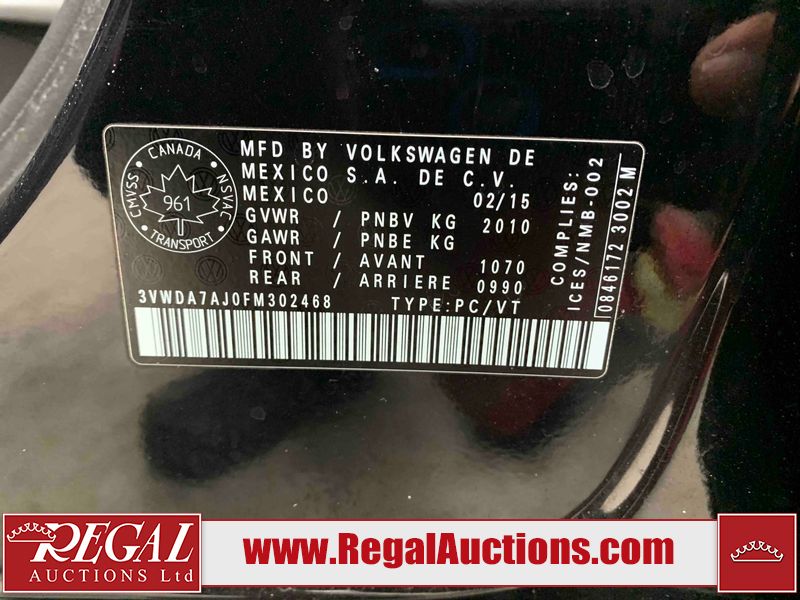 CANADA
CMVSS
NSVAC
961
TRANSPORT
MFD BY VOLKSWAGEN DE
MEXICO S.A. DE C.V.
MEXICO 02/15
GVWR / PNBV KG 2010
GAWR / PNBE KG
FRONT / AVANT 1070
REAR / ARRIERE 0990
3VWDA7AJ0FM302468 TYPE:PC/VT
COMPLIES:
ICES/NMB-002
0846172 3002 M
REGAL
AUCTIONS Ltd
www.RegalAuctions.com